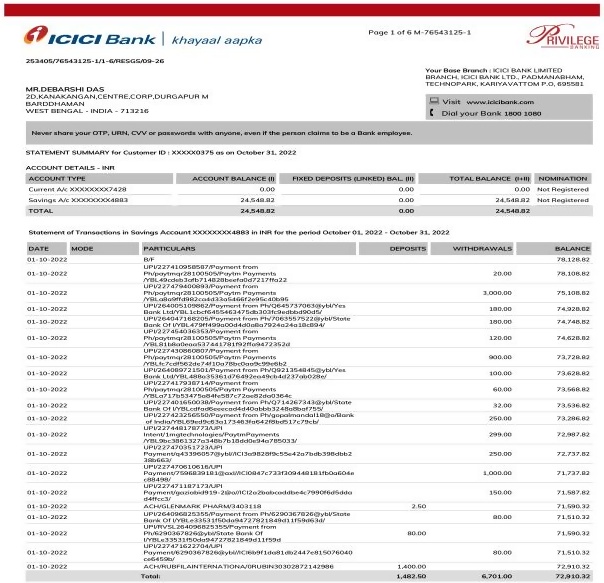 ICICI Bank | khayaal aapka
Page 1 of 6 M-76543125-1
PRIVILEGE
BANKING
253405/76543125-1/1-6/RESGS/09-26
Your Base Branch : ICICI BANK LIMITED
BRANCH, ICICI BANK LTD., PADMANABHAM,
TECHNOPARK, KARIYAVATTOM P.O, 695581
MR.DEBARSHI DAS
2D,KANAKANGAN,CENTRE,CORP,DURGAPUR M
BARDDHAMAN
WEST BENGAL - INDIA - 713216
Visit www.icicibank.com
Dial your Bank 1800 1080
Never share your OTP, URN, CVV or passwords with anyone, even if the person claims to be a Bank employee.
STATEMENT SUMMARY for Customer ID : XXXXX0375 as on October 31, 2022
ACCOUNT DETAILS - INR
ACCOUNT TYPE ACCOUNT BALANCE (I) FIXED DEPOSITS (LINKED) BAL. (II) TOTAL BALANCE (I+II) NOMINATION
Current A/c XXXXXXXX7428 0.00 0.00 0.00 Not Registered
Savings A/c XXXXXXXX4883 24,548.82 0.00 24,548.82 Not Registered
TOTAL 24,548.82 0.00 24,548.82
Statement of Transactions in Savings Account XXXXXXXX4883 in INR for the period October 01, 2022 - October 31, 2022
DATE MODE PARTICULARS DEPOSITS WITHDRAWALS BALANCE
01-10-2022 B/F 78,128.82
UPI/227410958587/Payment from
01-10-2022 Ph/paytmqr28100505/Paytm Payments 20.00 78,108.82
/YBL49cdeb3afb714828beefa0d7217ffa22
UPI/227479400893/Payment from
01-10-2022 Ph/paytmqr28100505/Paytm Payments 3,000.00 75,108.82
/YBLa8a9ffd982ca4d33a5466f2e95c40b95
UPI/264005109862/Payment from Ph/Q645737063@ybl/Yes
01-10-2022 Bank Ltd/YBL1cbcf6455463475db303fc9edbbd90d5/ 180.00 74,928.82
UPI/264047168205/Payment from Ph/7063557522@ybl/State
01-10-2022 Bank Of I/YBL479ff499a00d4d0a8a7924a24a18c894/ 180.00 74,748.82
UPI/227454036353/Payment from
01-10-2022 Ph/paytmqr28100505/Paytm Payments 120.00 74,628.82
/YBL81b8a0eaa537441781f92ffa9472352d
UPI/227430860807/Payment from
01-10-2022 Ph/paytmqr28100505/Paytm Payments 900.00 73,728.82
/YBLfc7cdf562de74f10a78bc0aa9c99e6b2
UPI/264089721501/Payment from Ph/Q921354845@ybl/Yes
01-10-2022 Bank Ltd/YBL488a35361d76492ea49cb4d237ab028e/ 100.00 73,628.82
UPI/227417938714/Payment from
01-10-2022 Ph/paytmqr28100505/Paytm Payments 60.00 73,568.82
/YBLa717b53475a84fe587c72ae82da0364c
UPI/227401650038/Payment from Ph/Q714267343@ybl/State
01-10-2022 Bank Of I/YBLcdfad6eeecad4d40abbb3248a8baf755/ 32.00 73,536.82
UPI/227423256550/Payment from Ph/gopalmandal18@a/Bank
01-10-2022 of India/YBL69ed9c63a173463fa642f8bd517c79cb/ 250.00 73,286.82
UPI/227448178773/UPI
01-10-2022 Intent/1mgtechnologies/PaytmPayments 299.00 72,987.82
/YBL9bc3861327a348b7b18dd0e94a785033/
UPI/227470351723/UPI
01-10-2022 Payment/q43396057@ybl/ICI3a9828f9c55e42a7bdb398dbb2 250.00 72,737.82
38b663/
UPI/227470610616/UPI
01-10-2022 Payment/7596839181@axl/ICI0847c733f309448181fb0a604e 1,000.00 71,737.82
c88498/
UPI/227471187173/UPI
01-10-2022 Payment/gaziabid919-2@o/ICI2a2babcaddbe4c7990f6d5dda 150.00 71,587.82
d4ffcc3/
01-10-2022 ACH/GLENMARK PHARM/3403118 2.50 71,590.32
UPI/264096825355/Payment from Ph/6290367826@ybl/State
01-10-2022 Bank Of I/YBLe33531f50da94727821849d11f59d63d/ 80.00 71,510.32
UPI/RVSL264096825355/Payment from
01-10-2022 Ph/6290367826@ybl/State Bank Of 80.00 71,590.32
I/YBLe33531f50da94727821849d11f59d
UPI/227471622704/UPI
01-10-2022 Payment/6290367826@ybl/ICI6b9f1da81db2447e815076040 80.00 71,510.32
ce6459b/
01-10-2022 ACH/RUBFILAINTERNATIONA/0RUBIN30302872142986 1,400.00 72,910.32
Total: 1,482.50 6,701.00 72,910.32